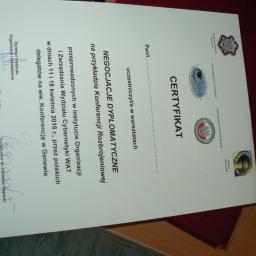 CERTYFIKAT
Pani
uczestniczyła w warsztatach
NEGOCJACJE DYPLOMATYCZNE
na przykładzie Konferencji Rozbrojeniowej
przeprowadzonych w Instytucie Organizacji
i Zarządzania Wydziału Cybernetyki WAT
w dniach 11 i 18 kwietnia 2016 r., przez polskich
delegatów na ww. Konferencję w Genewie